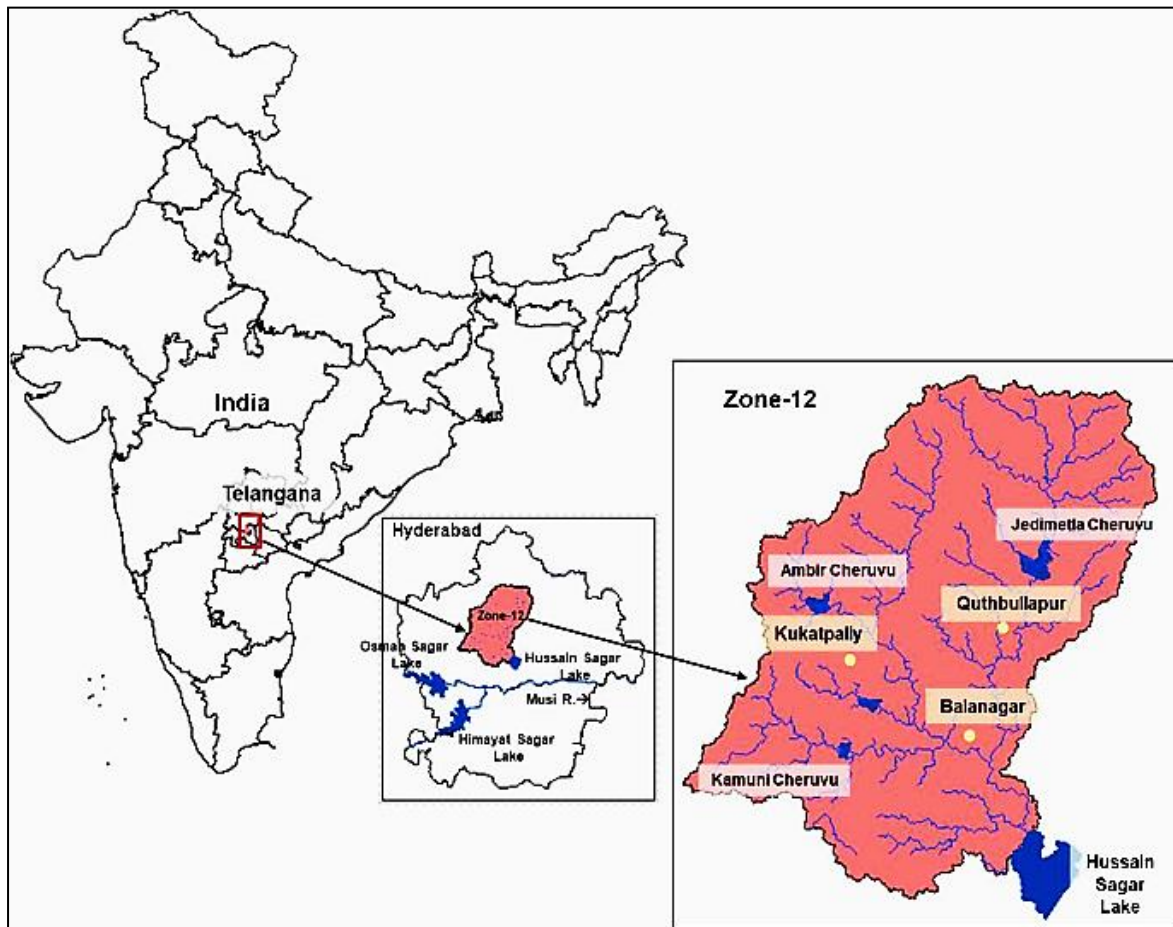 India
Telangana
Hyderabad
Zone-12
Osman Sagar
Lake
Hussain Sagar
Lake
Musi R.
Himayat Sagar
Lake
Zone-12
Jedimetla Cheruvu
Ambir Cheruvu
Quthbullapur
Kukatpally
Balanagar
Kamuni Cheruvu
Hussain
Sagar
Lake